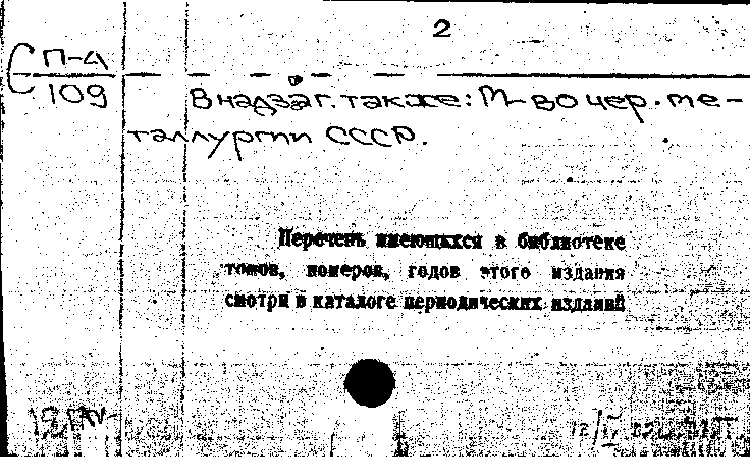 2
С П-А
109
В надзаг. также: М-во чер. ме-
таллургии СССР.
Перечень имеющихся в библиотеке
томов, номеров, годов этого издания
смотри в каталоге периодических изданий